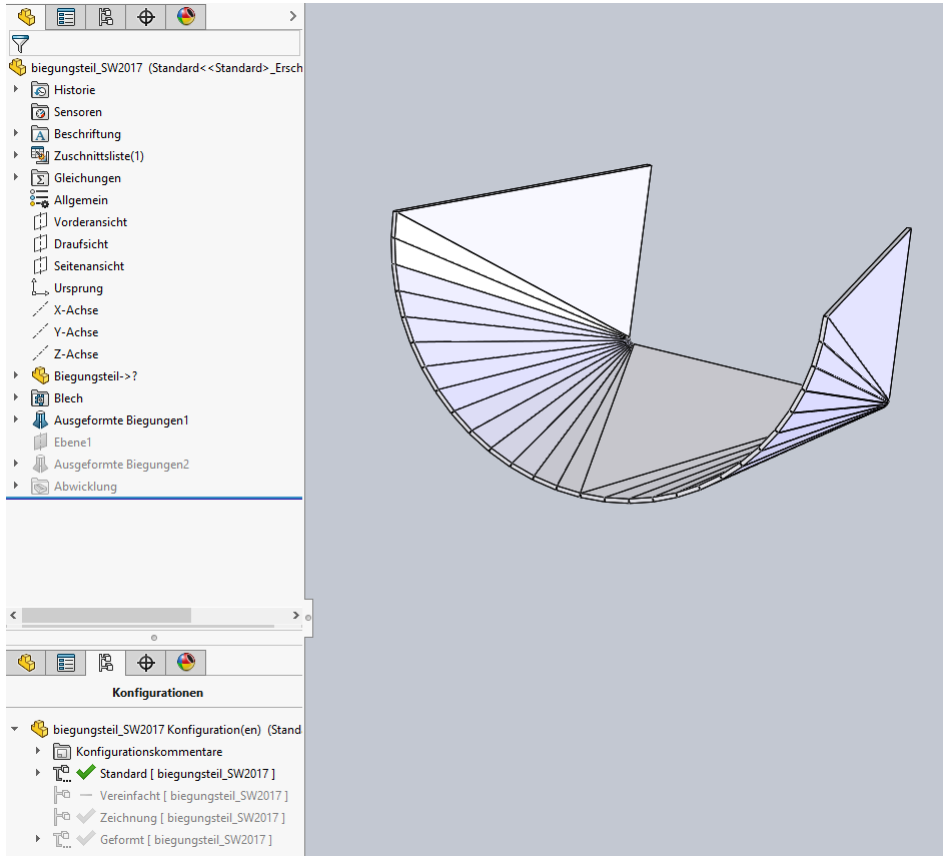 biegungsteil_SW2017 (Standard<<Standard>_Ersch
Historie
Sensoren
Beschriftung
Zuschnittsliste(1)
Gleichungen
Allgemein
Vorderansicht
Draufsicht
Seitenansicht
Ursprung
X-Achse
Y-Achse
Z-Achse
Biegungsteil->?
Blech
Ausgeformte Biegungen1
Ebene1
Ausgeformte Biegungen2
Abwicklung
Konfigurationen
biegungsteil_SW2017 Konfiguration(en) (Stand
Konfigurationskommentare
Standard [ biegungsteil_SW2017 ]
Vereinfacht [ biegungsteil_SW2017 ]
Zeichnung [ biegungsteil_SW2017 ]
Geformt [ biegungsteil_SW2017 ]